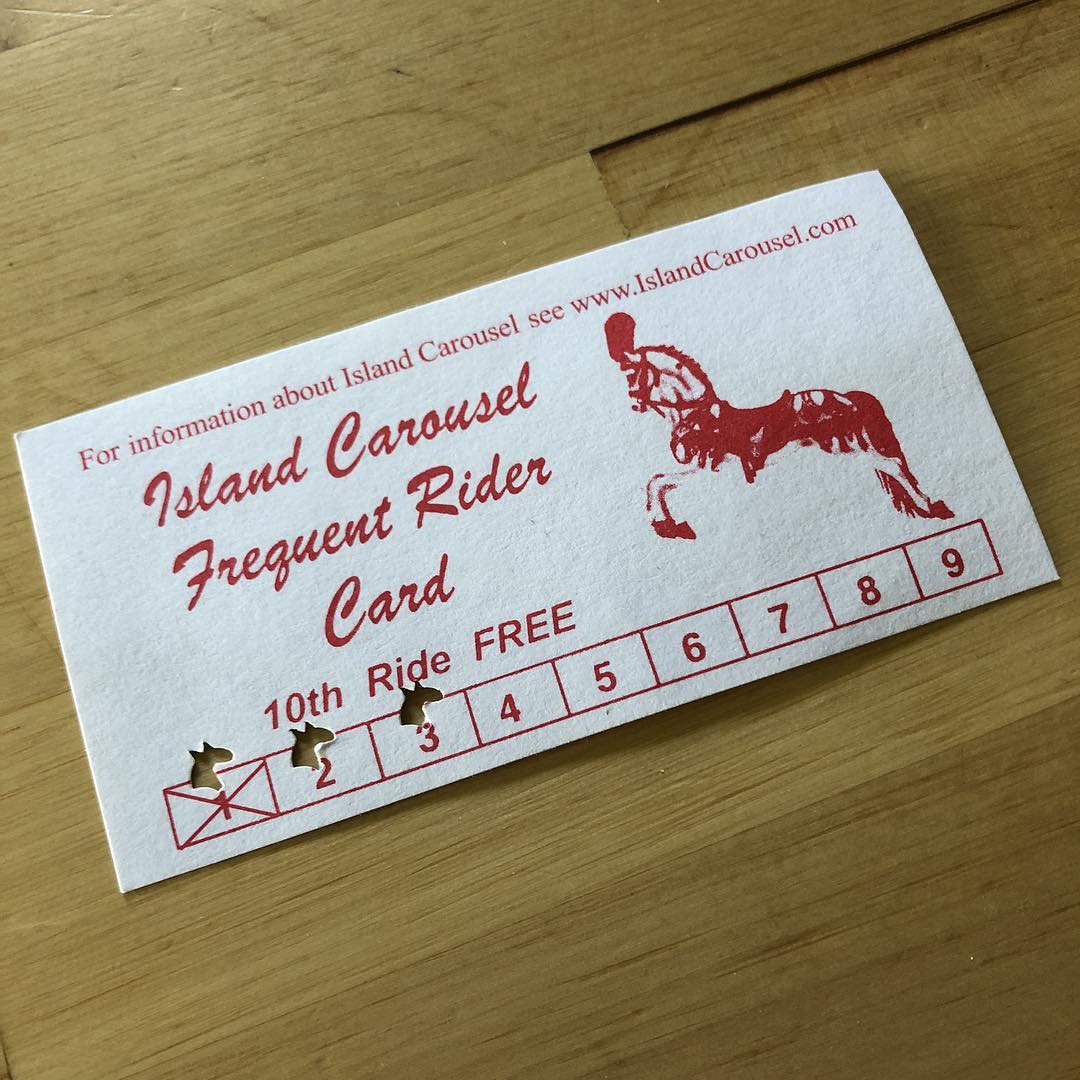 For information about Island Carousel see www.IslandCarousel.com
Island Carousel
Frequent Rider
Card
10th Ride FREE
1 2 3 4 5 6 7 8 9